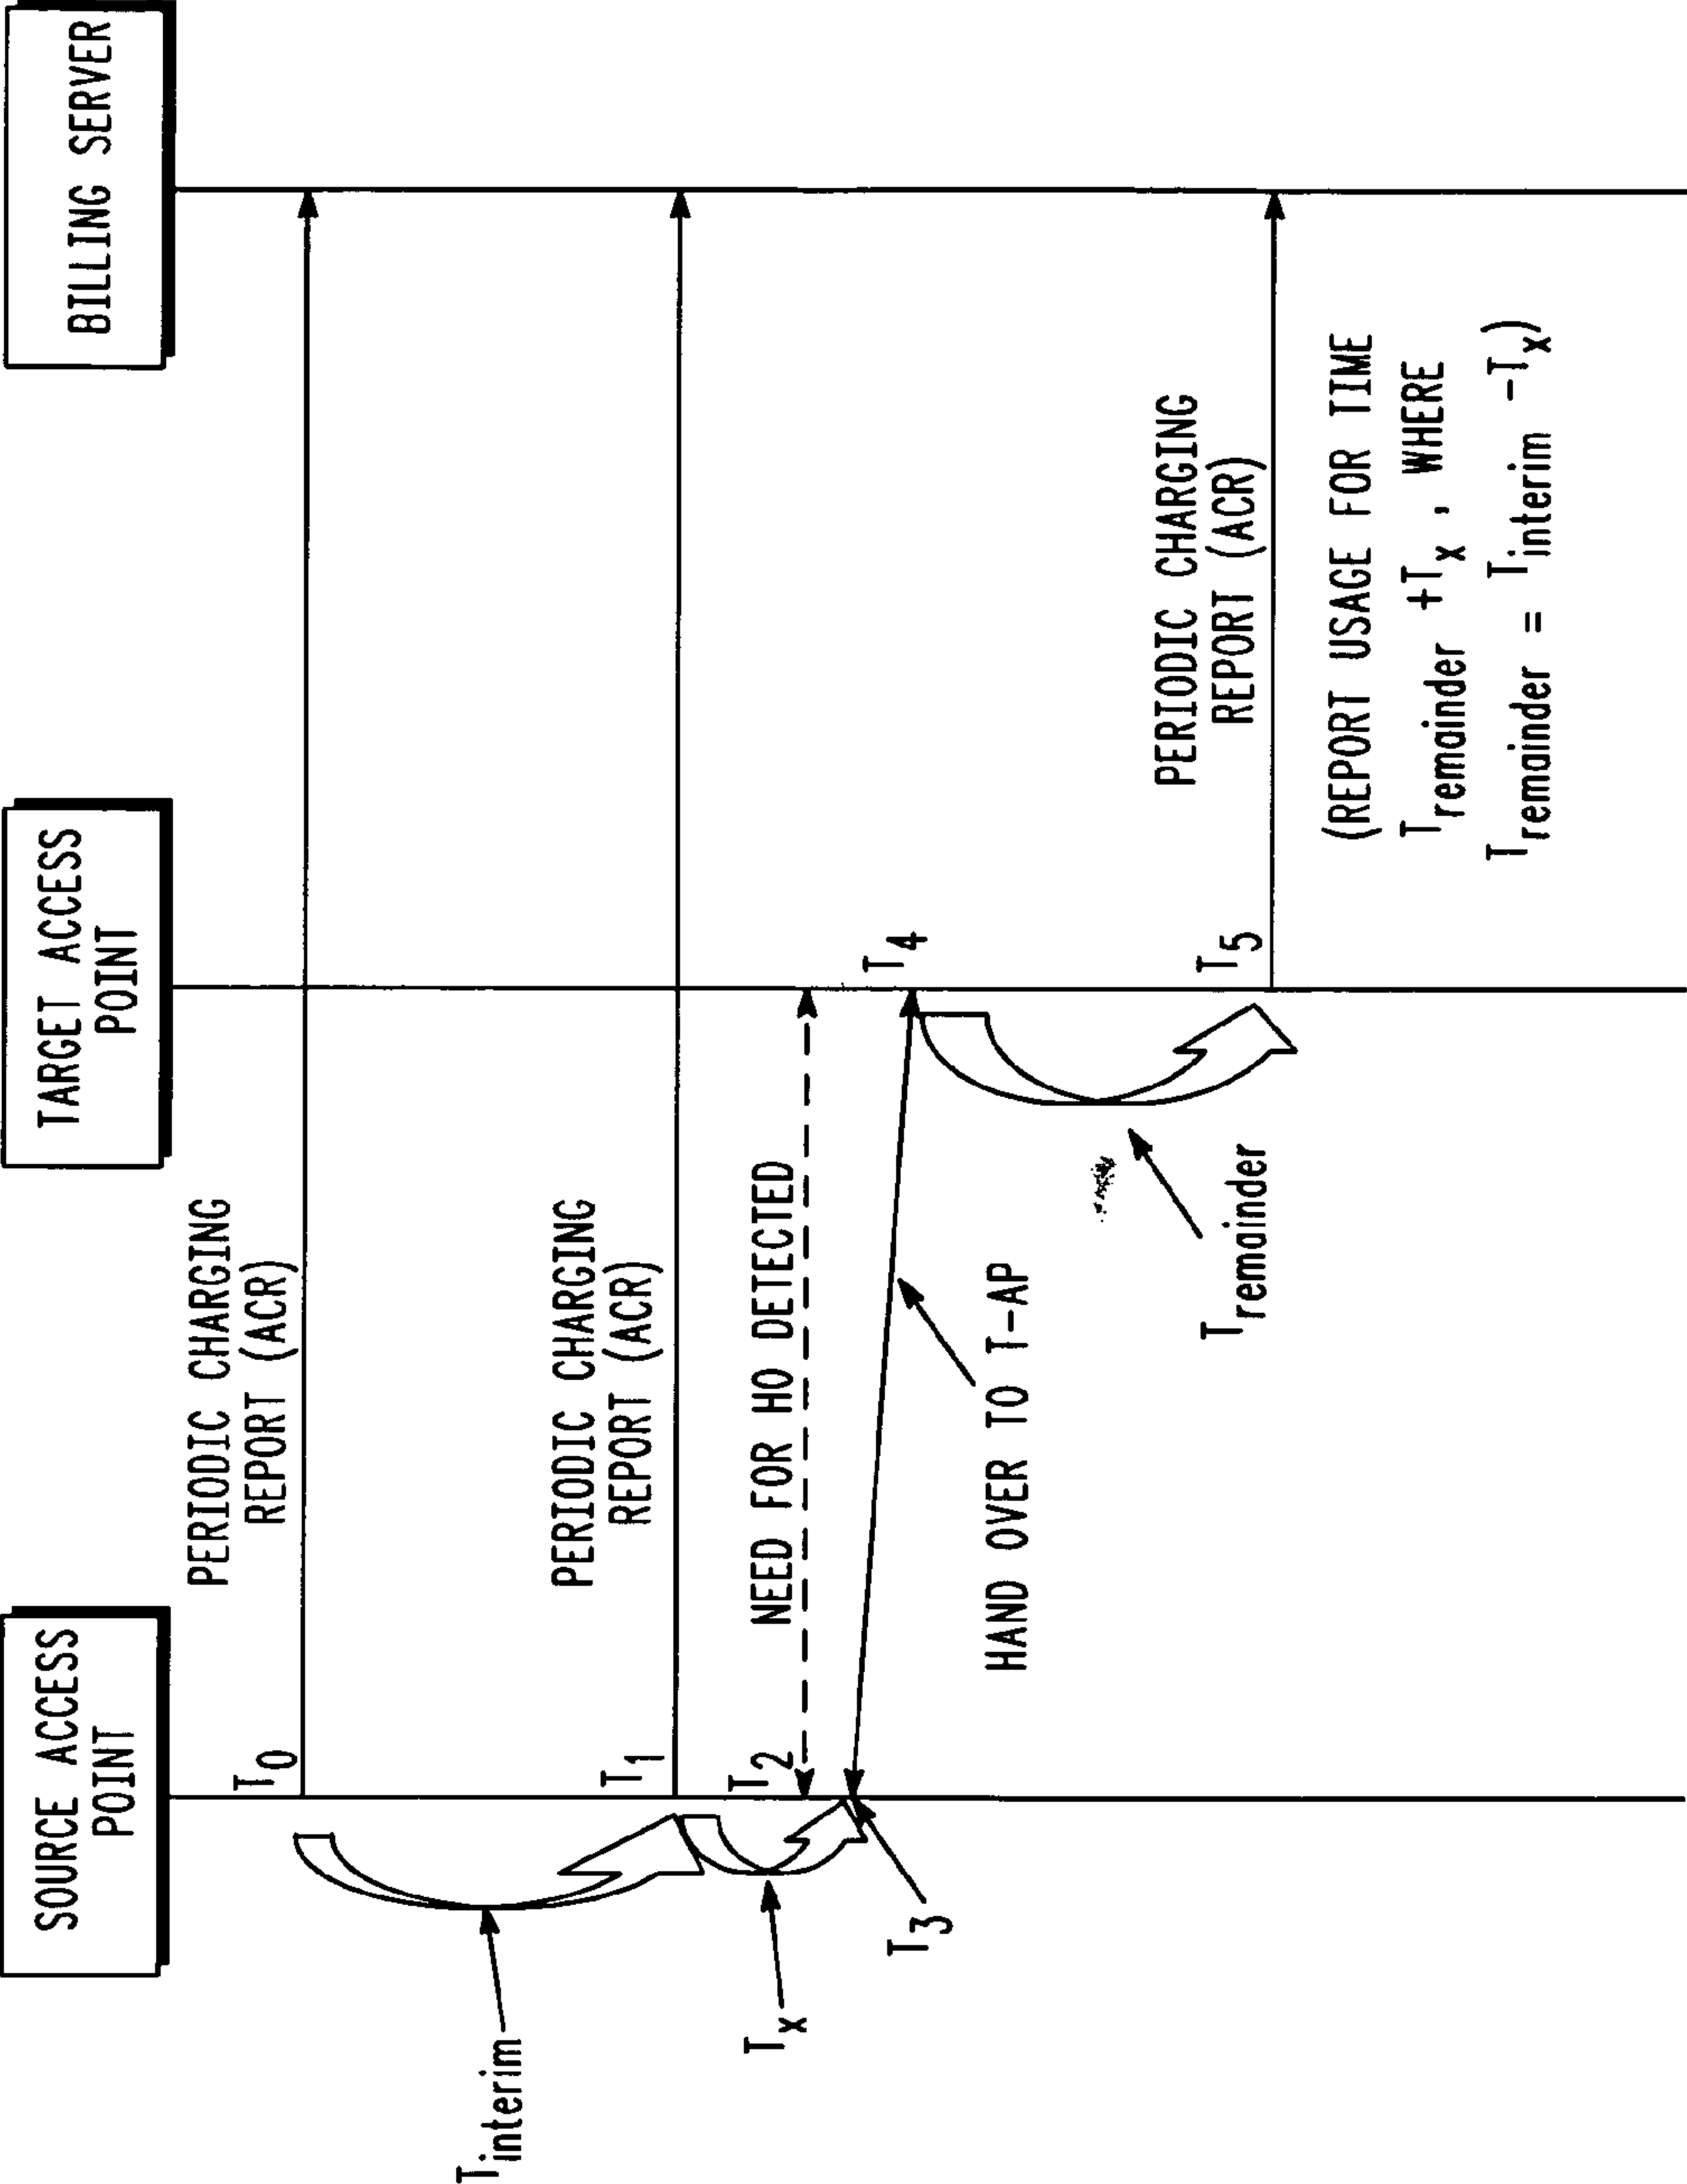 SOURCE ACCESS
POINT
TARGET ACCESS
POINT
BILLING SERVER
T0
PERIODIC CHARGING
REPORT (ACR)
Tinterim
T1
PERIODIC CHARGING
REPORT (ACR)
T2
NEED FOR HO DETECTED
Tx
T3
T4
HAND OVER TO T-AP
Tremainder
T5
PERIODIC CHARGING
REPORT (ACR)
(REPORT USAGE FOR TIME
Tremainder +Tx, WHERE
Tremainder = Tinterim -Tx)